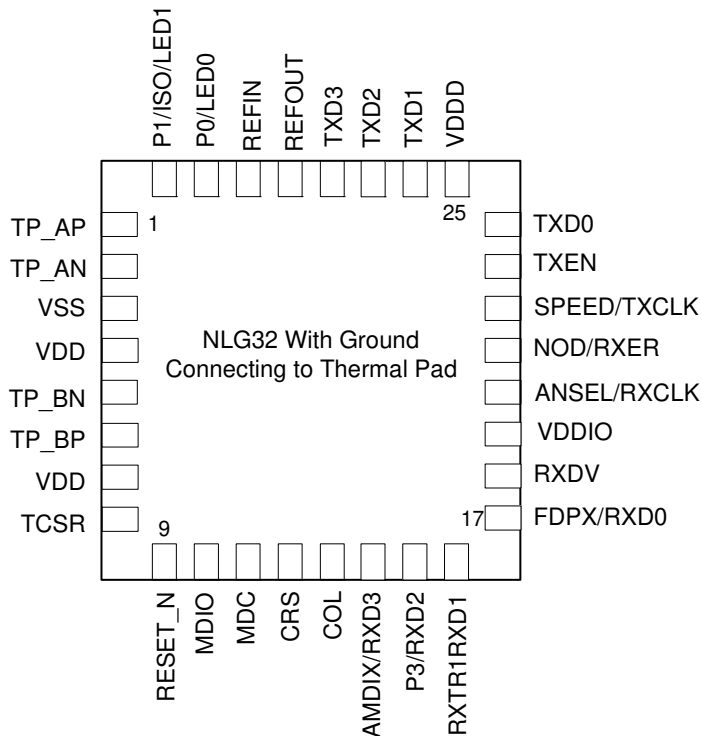 P1/ISO/LED1
P0/LED0
REFIN
REFOUT
TXD3
TXD2
TXD1
VDDD
1
25
TP_AP
TP_AN
VSS
VDD
TP_BN
TP_BP
VDD
TCSR
NLG32 With Ground
Connecting to Thermal Pad
TXD0
TXEN
SPEED/TXCLK
NOD/RXER
ANSEL/RXCLK
VDDIO
RXDV
FDPX/RXD0
9
17
RESET_N
MDIO
MDC
CRS
COL
AMDIX/RXD3
P3/RXD2
RXTR1RXD1